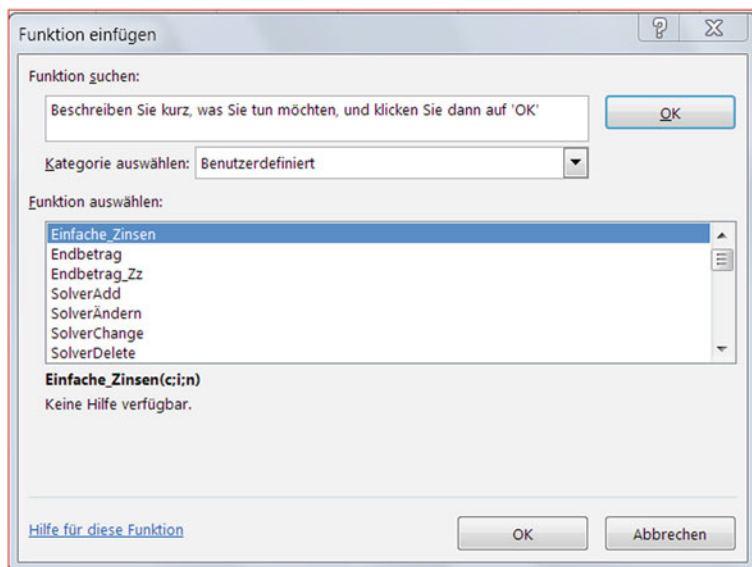 Funktion einfügen
Funktion suchen:
Beschreiben Sie kurz, was Sie tun möchten, und klicken Sie dann auf 'OK'
OK
Kategorie auswählen: Benutzerdefiniert
Funktion auswählen:
Einfache_Zinsen
Endbetrag
Endbetrag_Zz
SolverAdd
SolverÄndern
SolverChange
SolverDelete
Einfache_Zinsen(c;i;n)
Keine Hilfe verfügbar.
Hilfe für diese Funktion
OK
Abbrechen